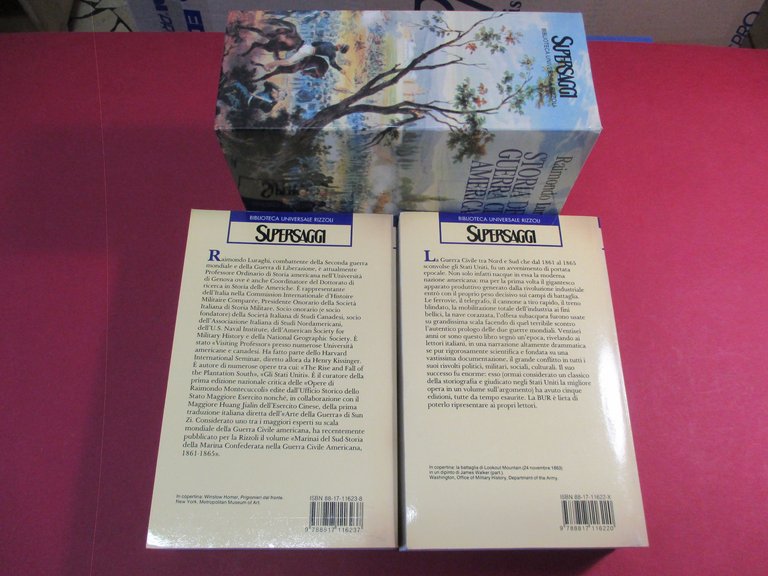 SUPERSAGGI
BIBLIOTECA UNIVERSALE RIZZOLI
Raimondo
STORIA DE
GUERRA CI
AMERICA
BIBLIOTECA UNIVERSALE RIZZOLI
SUPERSAGGI
Raimondo Luraghi, combattente della Seconda guerra
mondiale e della Guerra di Liberazione, è attualmente
Professore Ordinario di Storia americana nell'Università
di Genova ove è anche Coordinatore del Dottorato di
ricerca in Storia delle Americhe. È rappresentante
dell'Italia nella Commission Internationale d'Histoire
Militaire Comparée, Presidente Onorario della Società
Italiana di Storia Militare, Socio onorario (e socio
fondatore) della Società Italiana di Studi Canadesi, socio
dell'Associazione Italiana di Studi Nordamericani,
dell'U.S. Naval Institute, dell'American Society for
Military History e della National Geographic Society. È
stato «Visiting Professor» presso numerose Università
americane e canadesi. Ha fatto parte dello Harvard
International Seminar, diretto allora da Henry Kissinger.
È autore di numerose opere tra cui: «The Rise and Fall of
the Plantation South», «Gli Stati Uniti». È il curatore della
prima edizione nazionale critica delle «Opere di
Raimondo Montecuccoli» edite dall'Ufficio Storico dello
Stato Maggiore Esercito nonché, in collaborazione con il
Maggiore Huang Jialin dell'Esercito Cinese, della prima
traduzione italiana diretta dell'«Arte della Guerra» di Sun
Zi. Considerato uno tra i maggiori esperti su scala
mondiale della Guerra Civile americana, ha recentemente
pubblicato per la Rizzoli il volume «Marinai del Sud-Storia
della Marina Confederata nella Guerra Civile Americana,
1861-1865».
In copertina: Winslow Homer, Prigionieri dal fronte.
New York, Metropolitan Museum of Art.
ISBN 88-17-11623-8
9 788817 116237
BIBLIOTECA UNIVERSALE RIZZOLI
SUPERSAGGI
La Guerra Civile tra Nord e Sud che dal 1861 al 1865
sconvolse gli Stati Uniti, fu un avvenimento di portata
epocale. Non solo infatti nacque in essa la moderna
nazione americana: ma per la prima volta il gigantesco
apparato produttivo generato dalla rivoluzione industriale
entrò con il proprio peso decisivo sui campi di battaglia.
Le ferrovie, il telegrafo, il cannone a tiro rapido, il treno
blindato, la mobilitazione totale dell'industria ai fini
bellici, la nave corazzata, l'offesa subacquea furono usate
su grandissima scala facendo di quel terribile scontro
l'autentico prologo delle due guerre mondiali. Ventisei
anni or sono questo libro segnò un'epoca, rivelando ai
lettori italiani, in una narrazione altamente drammatica
se pur rigorosamente scientifica e fondata su una
vastissima documentazione, il grande conflitto in tutti i
suoi risvolti politici, militari, sociali, culturali. Il suo
successo fu enorme: esso (ormai considerato un classico
della storiografia e giudicato negli Stati Uniti la migliore
opera in un volume sull'argomento) ha avuto cinque
edizioni, tutte da tempo esaurite. La BUR è lieta di
poterlo ripresentare ai propri lettori.
In copertina: la battaglia di Lookout Mountain (24 novembre 1863)
in un dipinto di James Walker (part.).
Washington, Office of Military History, Department of the Army.
ISBN 88-17-11622-X
9 788817 116220